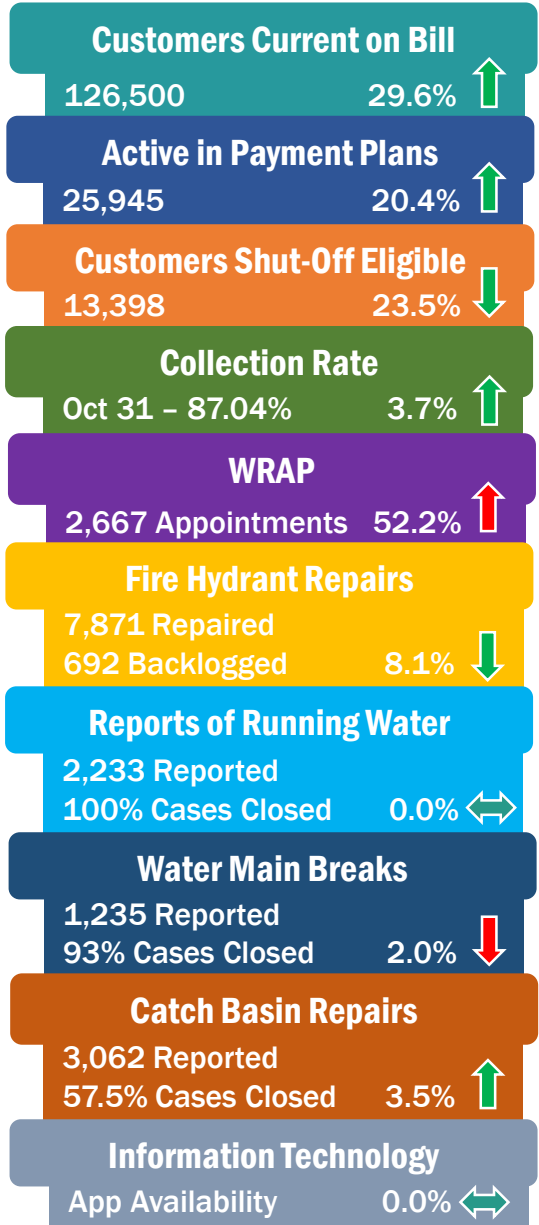 Customers Current on Bill
126,500 29.6%
Active in Payment Plans
25,945 20.4%
Customers Shut-Off Eligible
13,398 23.5%
Collection Rate
Oct 31 – 87.04% 3.7%
WRAP
2,667 Appointments 52.2%
Fire Hydrant Repairs
7,871 Repaired
692 Backlogged 8.1%
Reports of Running Water
2,233 Reported
100% Cases Closed 0.0%
Water Main Breaks
1,235 Reported
93% Cases Closed 2.0%
Catch Basin Repairs
3,062 Reported
57.5% Cases Closed 3.5%
Information Technology
App Availability 0.0%